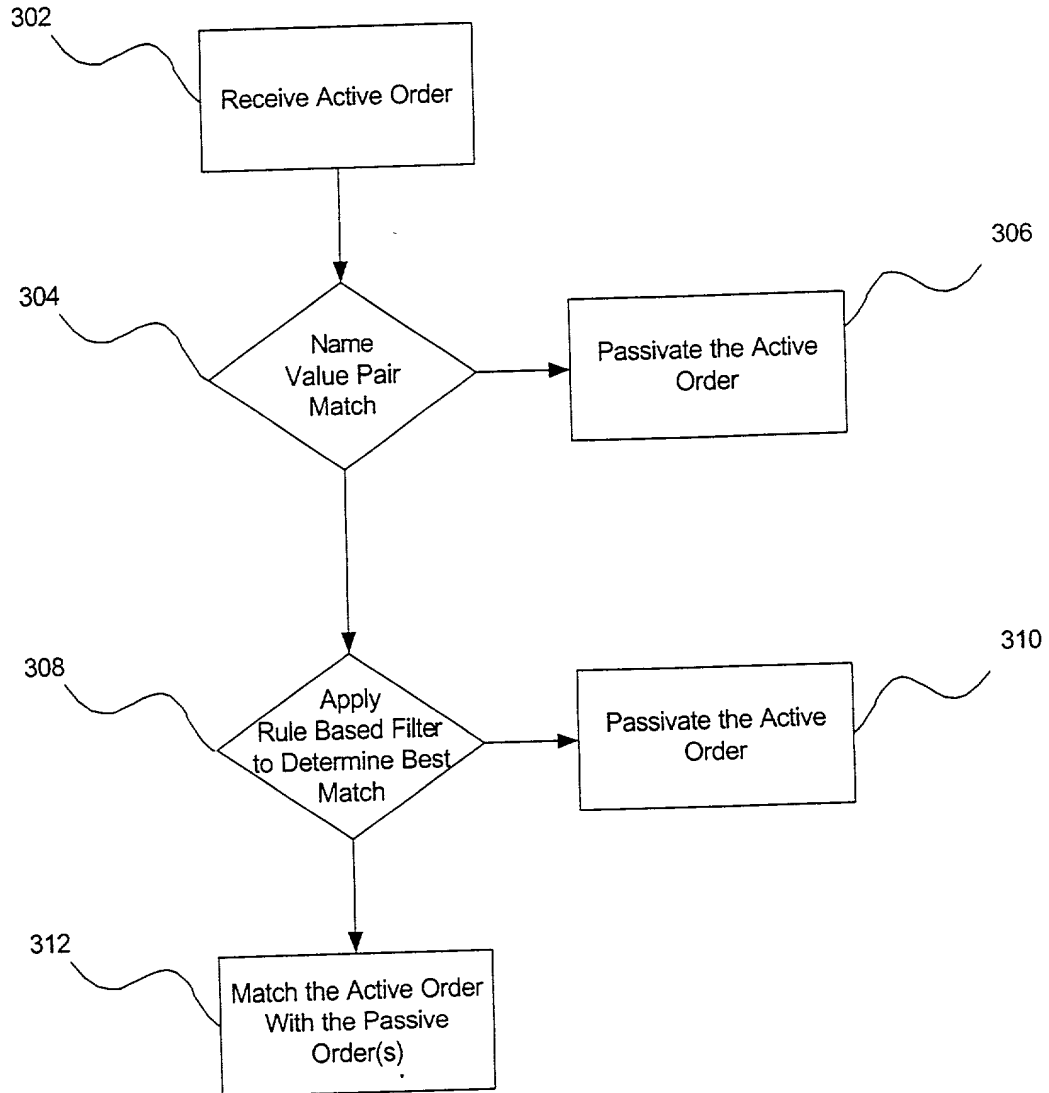 302
Receive Active Order
306
304
Name
Value Pair
Match
Passivate the Active
Order
310
308
Apply
Rule Based Filter
to Determine Best
Match
Passivate the Active
Order
312
Match the Active Order
With the Passive
Order(s)